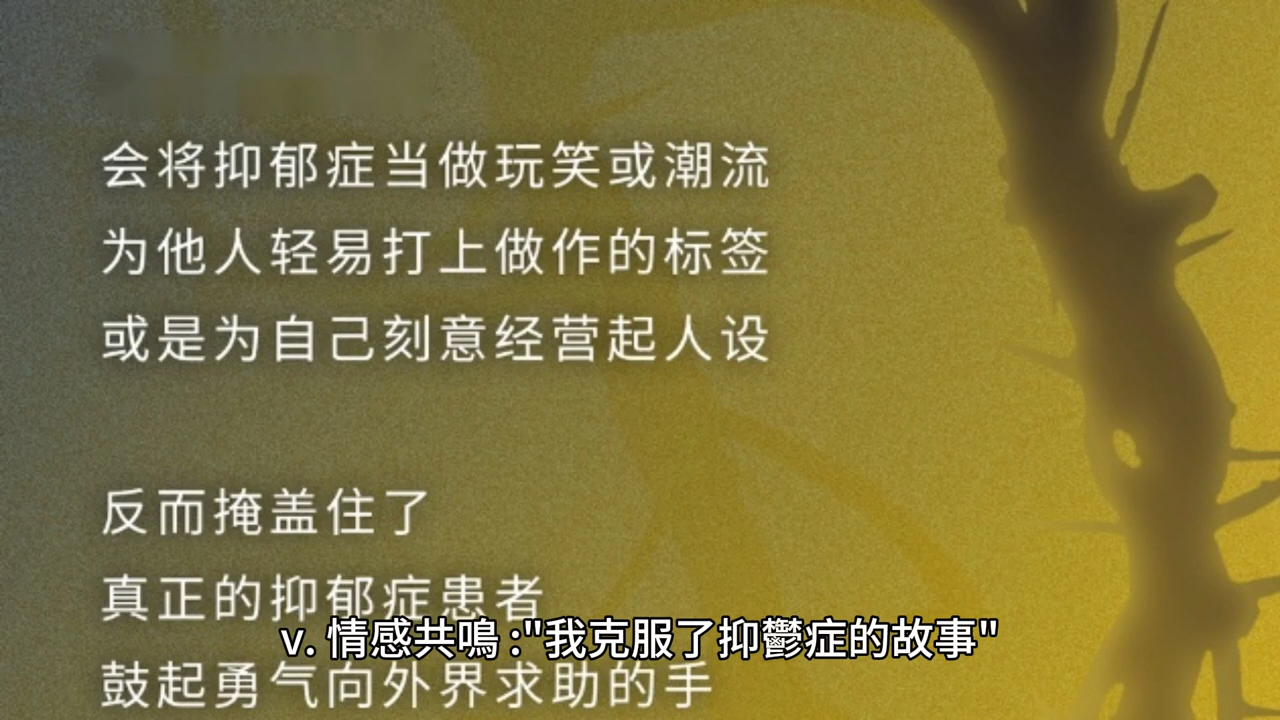 会将抑郁症当做玩笑或潮流
为他人轻易打上做作的标签
或是为自己刻意经营起人设
反而掩盖住了
真正的抑郁症患者
v. 情感共鳴 :"我克服了抑鬱症的故事"
鼓起勇气向外界求助的手